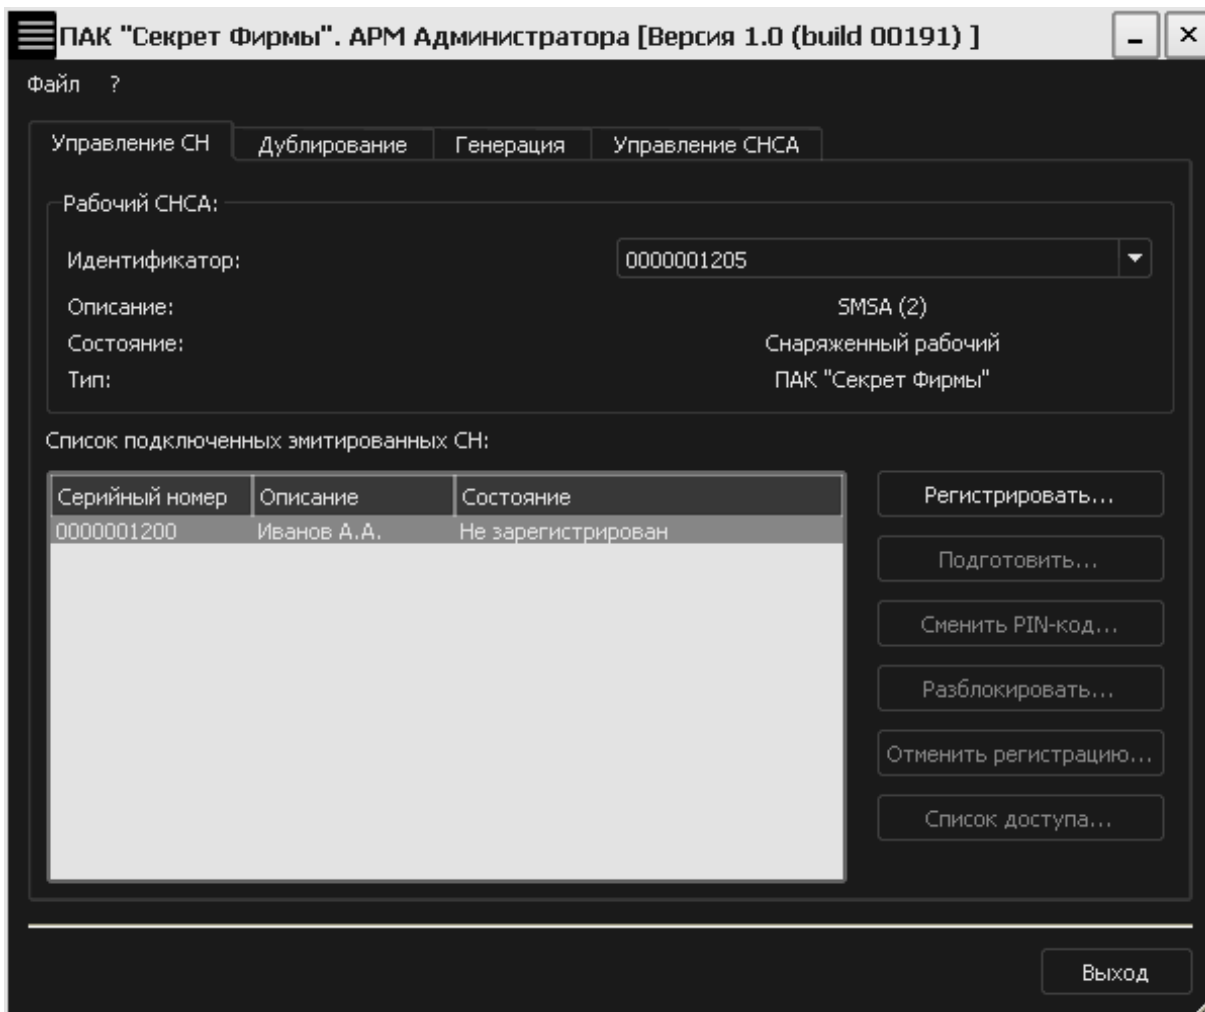 ПАК "Секрет Фирмы". АРМ Администратора [Версия 1.0 (build 00191) ]
Файл ?
Управление СН Дублирование Генерация Управление СНСА
Рабочий СНСА:
Идентификатор: 0000001205
Описание: SMSA (2)
Состояние: Снаряженный рабочий
Тип: ПАК "Секрет Фирмы"
Список подключенных эмитированных СН:
Серийный номер Описание Состояние
0000001200 Иванов А.А. Не зарегистрирован
Регистрировать...
Подготовить...
Сменить PIN-код...
Разблокировать...
Отменить регистрацию...
Список доступа...
Выход